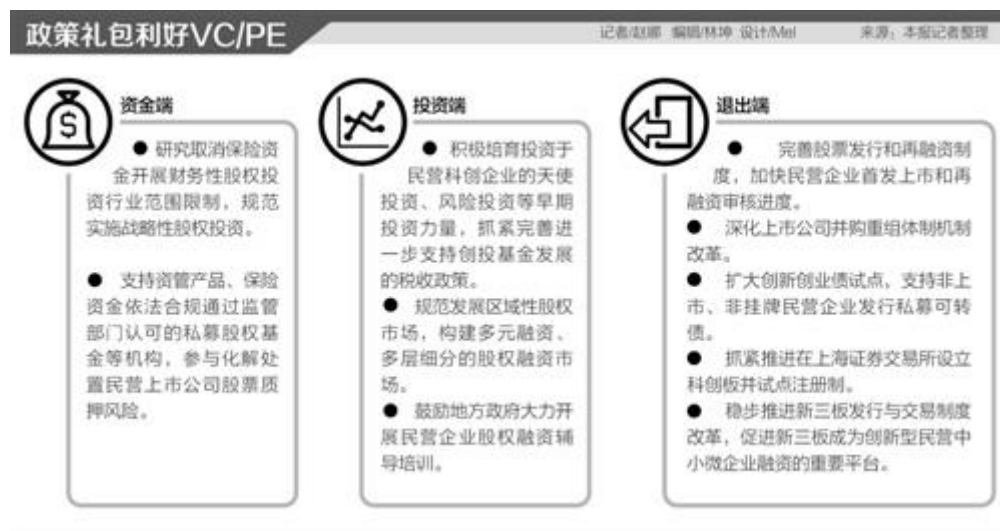 政策礼包利好VC/PE
记者/赵娜 编辑/林坤 设计/Mel 来源：本报记者整理
资金端
● 研究取消保险资
金开展财务性股权投
资行业范围限制，规范
实施战略性股权投资。
● 支持资管产品、保险
资金依法合规通过监管
部门认可的私募股权基
金等机构，参与化解处
置民营上市公司股票质
押风险。
投资端
● 积极培育投资于
民营科创企业的天使
投资、风险投资等早期
投资力量，抓紧完善进
一步支持创投基金发展
的税收政策。
● 规范发展区域性股权
市场，构建多元融资、
多层细分的股权融资市
场。
● 鼓励地方政府大力开
展民营企业股权融资辅
导培训。
退出端
● 完善股票发行和再融资制
度，加快民营企业首发上市和再
融资审核进度。
● 深化上市公司并购重组体制机制
改革。
● 扩大创新创业债试点，支持非上
市、非挂牌民营企业发行私募可转
债。
● 抓紧推进在上海证券交易所设立
科创板并试点注册制。
● 稳步推进新三板发行与交易制度
改革，促进新三板成为创新型民营中
小微企业融资的重要平台。